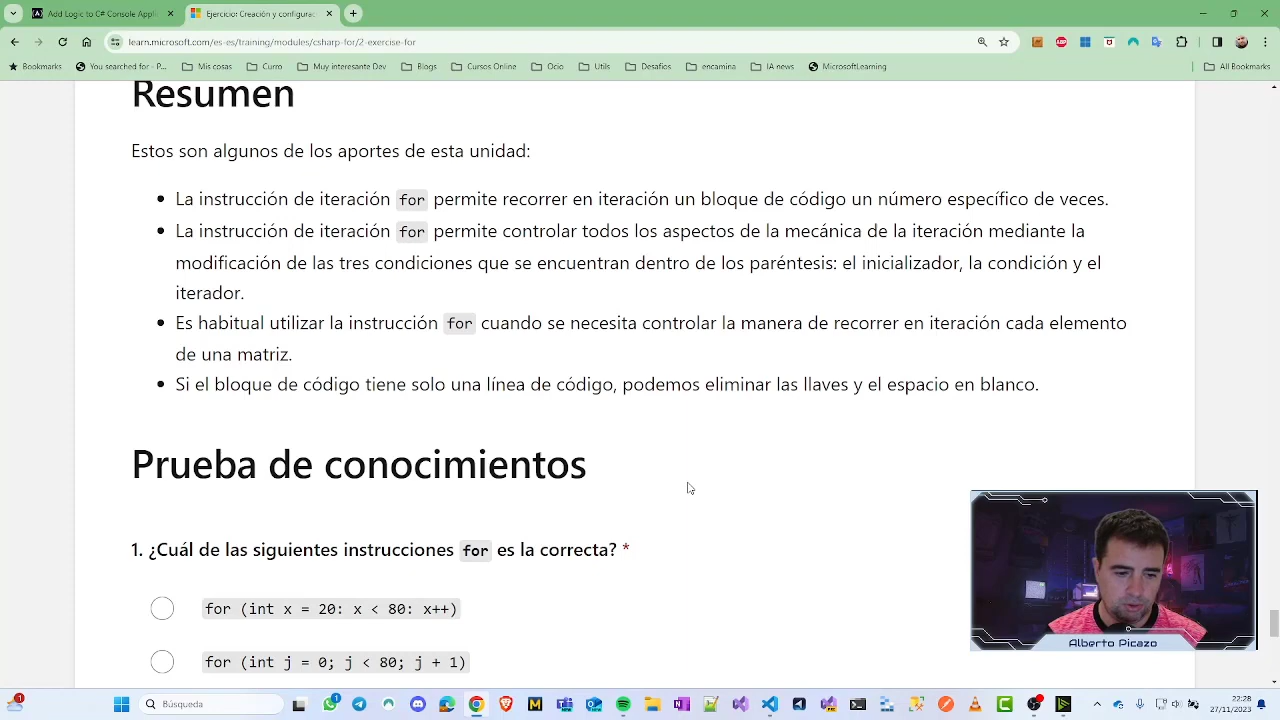 Add Logic to C# Console Applic
Ejercicio: Creación y configurac
learn.microsoft.com/es-es/training/modules/csharp-for/2-exercise-for
Bookmarks
You searched for - P...
Mis cosas
Curro
Muy interesante Dev
Blogs
Cursos Online
Ocio
Utils
Desafios
encamina
IA news
MicrosoftLearning
All Bookmarks
Resumen
Estos son algunos de los aportes de esta unidad:
La instrucción de iteración for permite recorrer en iteración un bloque de código un número específico de veces.
La instrucción de iteración for permite controlar todos los aspectos de la mecánica de la iteración mediante la
modificación de las tres condiciones que se encuentran dentro de los paréntesis: el inicializador, la condición y el
iterador.
Es habitual utilizar la instrucción for cuando se necesita controlar la manera de recorrer en iteración cada elemento
de una matriz.
Si el bloque de código tiene solo una línea de código, podemos eliminar las llaves y el espacio en blanco.
Prueba de conocimientos
1. ¿Cuál de las siguientes instrucciones for es la correcta? *
for (int x = 20: x < 80: x++)
for (int j = 0; j < 80; j + 1)
Alberto Picazo
Búsqueda
22:28
27/11/2023